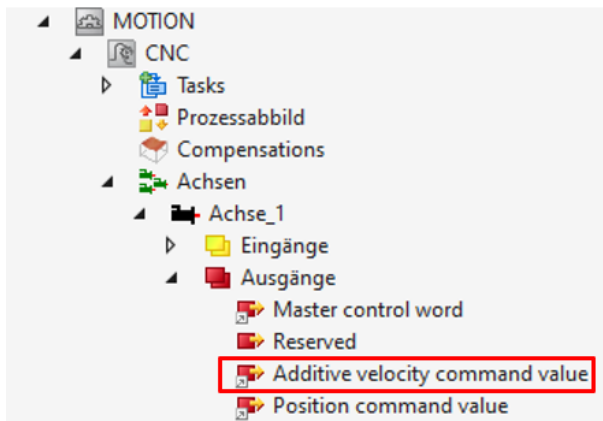 MOTION
CNC
Tasks
Prozessabbild
Compensations
Achsen
Achse_1
Eingänge
Ausgänge
Master control word
Reserved
Additive velocity command value
Position command value